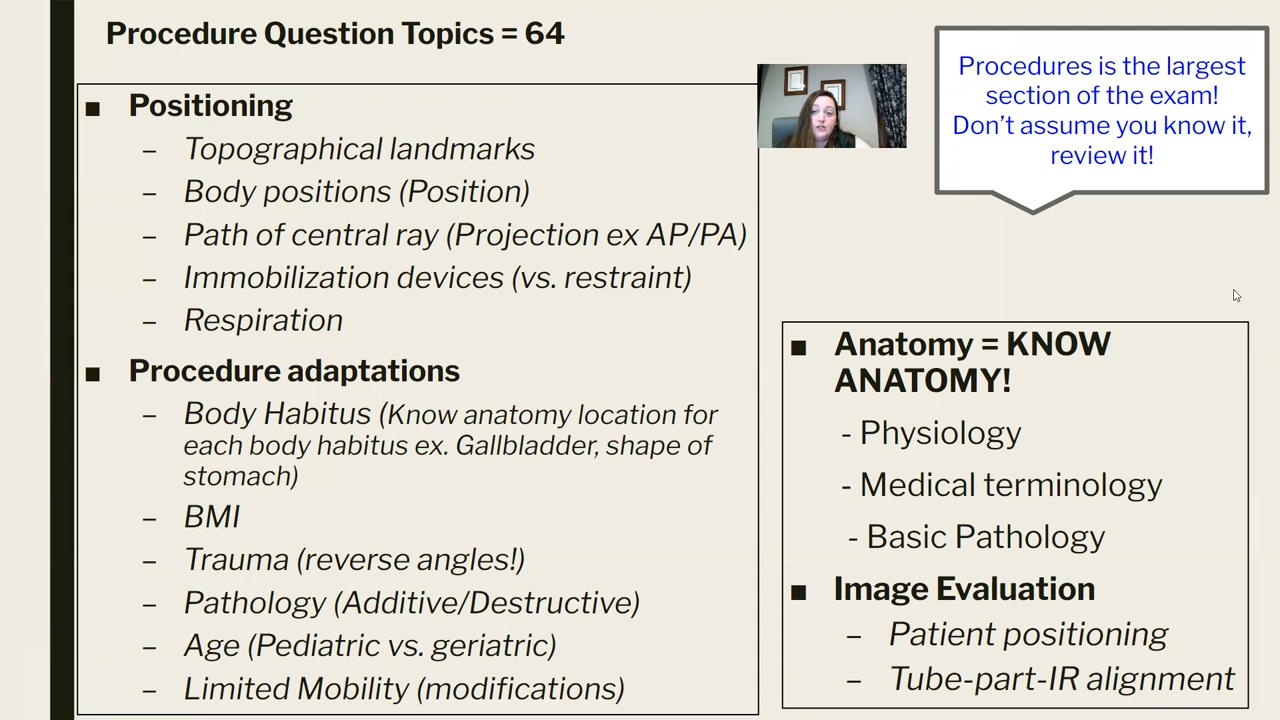 Procedure Question Topics = 64
■ Positioning
– Topographical landmarks
– Body positions (Position)
– Path of central ray (Projection ex AP/PA)
– Immobilization devices (vs. restraint)
– Respiration
■ Procedure adaptations
– Body Habitus (Know anatomy location for
each body habitus ex. Gallbladder, shape of
stomach)
– BMI
– Trauma (reverse angles!)
– Pathology (Additive/Destructive)
– Age (Pediatric vs. geriatric)
– Limited Mobility (modifications)
Procedures is the largest
section of the exam!
Don’t assume you know it,
review it!
■ Anatomy = KNOW
ANATOMY!
- Physiology
- Medical terminology
- Basic Pathology
■ Image Evaluation
– Patient positioning
– Tube-part-IR alignment